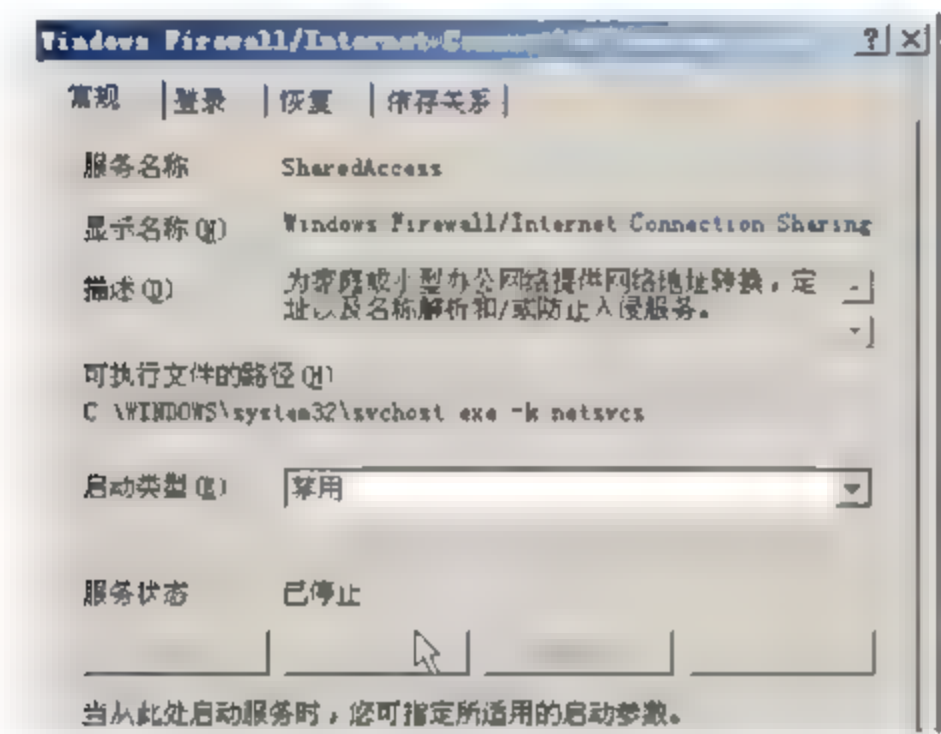 Windows Firewall/Internet
常规 登录 恢复 依存关系
服务名称 SharedAccess
显示名称(N) Windows Firewall/Internet Connection Sharing
描述(D) 为家庭或小型办公网络提供网络地址转换，定
址以及名称解析和/或防止入侵服务。
可执行文件的路径(H)
C \WINDOWS\system32\svchost exe -k netsvcs
启动类型(E) 禁用
服务状态 已停止
当从此处启动服务时，您可指定所适用的启动参数。